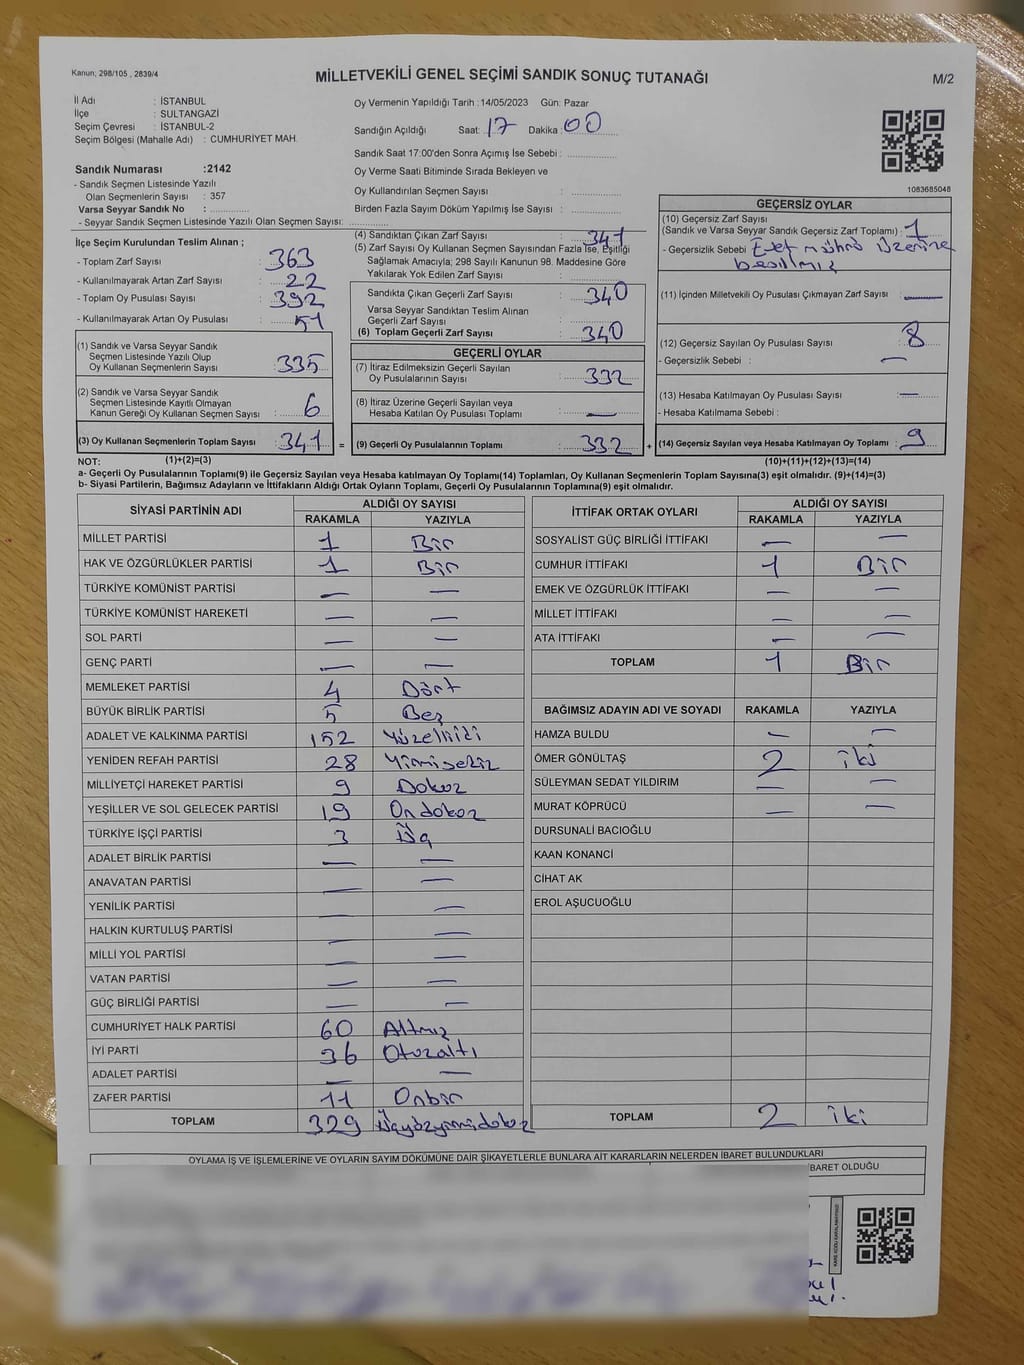 Kanun; 298/105 , 2839/4
MİLLETVEKİLİ GENEL SEÇİMİ SANDIK SONUÇ TUTANAĞI
M/2
İl Adı : İSTANBUL
İlçe : SULTANGAZİ
Seçim Çevresi : İSTANBUL-2
Seçim Bölgesi (Mahalle Adı) : CUMHURİYET MAH.
Oy Vermenin Yapıldığı Tarih :14/05/2023 Gün: Pazar
Sandığın Açıldığı Saat: 17 Dakika: 00
Sandık Saat 17:00'den Sonra Açımış İse Sebebi :
Oy Verme Saati Bitiminde Sırada Bekleyen ve
Oy Kullandırılan Seçmen Sayısı :
Birden Fazla Sayım Döküm Yapılmış İse Sayısı :
1083685048
Sandık Numarası :2142
- Sandık Seçmen Listesinde Yazılı
Olan Seçmenlerin Sayısı : 357
Varsa Seyyar Sandık No :
- Seyyar Sandık Seçmen Listesinde Yazılı Olan Seçmen Sayısı:
İlçe Seçim Kurulundan Teslim Alınan ;
- Toplam Zarf Sayısı : 363
- Kullanılmayarak Artan Zarf Sayısı : 22
- Toplam Oy Pusulası Sayısı : 392
- Kullanılmayarak Artan Oy Pusulası : 51
(1) Sandık ve Varsa Seyyar Sandık
Seçmen Listesinde Yazılı Olup
Oy Kullanan Seçmenlerin Sayısı : 335
(2) Sandık ve Varsa Seyyar Sandık
Seçmen Listesinde Kayıtlı Olmayan
Kanun Gereği Oy Kullanan Seçmen Sayısı : 6
(3) Oy Kullanan Seçmenlerin Toplam Sayısı : 341 =
(4) Sandıktan Çıkan Zarf Sayısı : 341
(5) Zarf Sayısı Oy Kullanan Seçmen Sayısından Fazla İse, Eşitliği
Sağlamak Amacıyla; 298 Sayılı Kanunun 98. Maddesine Göre
Yakılarak Yok Edilen Zarf Sayısı :
Sandıkta Çıkan Geçerli Zarf Sayısı : 340
Varsa Seyyar Sandıktan Teslim Alınan
Geçerli Zarf Sayısı
(6) Toplam Geçerli Zarf Sayısı : 340
GEÇERLİ OYLAR
(7) İtiraz Edilmeksizin Geçerli Sayılan
Oy Pusulalarının Sayısı : 332
(8) İtiraz Üzerine Geçerli Sayılan veya
Hesaba Katılan Oy Pusulası Toplamı : —
(9) Geçerli Oy Pusulalarının Toplamı : 332 +
GEÇERSİZ OYLAR
(10) Geçersiz Zarf Sayısı
(Sandık ve Varsa Seyyar Sandık Geçersiz Zarf Toplamı) : 1
- Geçersizlik Sebebi : Evet mührü üzerine
basılmış
(11) İçinden Milletvekili Oy Pusulası Çıkmayan Zarf Sayısı : —
(12) Geçersiz Sayılan Oy Pusulası Sayısı : 8
- Geçersizlik Sebebi : —
(13) Hesaba Katılmayan Oy Pusulası Sayısı : —
- Hesaba Katılmama Sebebi :
(14) Geçersiz Sayılan veya Hesaba Katılmayan Oy Toplamı : 9
NOT: (1)+(2)=(3)
(10)+(11)+(12)+(13)=(14)
a- Geçerli Oy Pusulalarının Toplamı(9) ile Geçersiz Sayılan veya Hesaba katılmayan Oy Toplamı(14) Toplamları, Oy Kullanan Seçmenlerin Toplam Sayısına(3) eşit olmalıdır. (9)+(14)=(3)
b- Siyasi Partilerin, Bağımsız Adayların ve İttifakların Aldığı Ortak Oyların Toplamı, Geçerli Oy Pusulalarının Toplamına(9) eşit olmalıdır.
SİYASİ PARTİNİN ADI ALDIĞI OY SAYISI
RAKAMLA YAZIYLA
MİLLET PARTİSİ 1 Bir
HAK VE ÖZGÜRLÜKLER PARTİSİ 1 Bir
TÜRKİYE KOMÜNİST PARTİSİ — —
TÜRKİYE KOMÜNİST HAREKETİ — —
SOL PARTİ — —
GENÇ PARTİ — —
MEMLEKET PARTİSİ 4 Dört
BÜYÜK BİRLİK PARTİSİ 5 Beş
ADALET VE KALKINMA PARTİSİ 152 Yüzelliiki
YENİDEN REFAH PARTİSİ 28 Yirmisekiz
MİLLİYETÇİ HAREKET PARTİSİ 9 Dokuz
YEŞİLLER VE SOL GELECEK PARTİSİ 19 Ondokuz
TÜRKİYE İŞÇİ PARTİSİ 3 Üç
ADALET BİRLİK PARTİSİ — —
ANAVATAN PARTİSİ — —
YENİLİK PARTİSİ — —
HALKIN KURTULUŞ PARTİSİ — —
MİLLİ YOL PARTİSİ — —
VATAN PARTİSİ — —
GÜÇ BİRLİĞİ PARTİSİ — —
CUMHURİYET HALK PARTİSİ 60 Altmış
İYİ PARTİ 36 Otuzaltı
ADALET PARTİSİ — —
ZAFER PARTİSİ 11 Onbir
TOPLAM 329 Üçyüzyirmidokuz
İTTİFAK ORTAK OYLARI ALDIĞI OY SAYISI
RAKAMLA YAZIYLA
SOSYALİST GÜÇ BİRLİĞİ İTTİFAKI — —
CUMHUR İTTİFAKI 1 Bir
EMEK VE ÖZGÜRLÜK İTTİFAKI — —
MİLLET İTTİFAKI — —
ATA İTTİFAKI — —
TOPLAM 1 Bir
BAĞIMSIZ ADAYIN ADI VE SOYADI RAKAMLA YAZIYLA
HAMZA BULDU — —
ÖMER GÖNÜLTAŞ 2 iki
SÜLEYMAN SEDAT YILDIRIM — —
MURAT KÖPRÜCÜ — —
DURSUNALİ BACIOĞLU
KAAN KONANCİ
CİHAT AK
EROL AŞUCUOĞLU
TOPLAM 2 iki
OYLAMA İŞ VE İŞLEMLERİNE VE OYLARIN SAYIM DÖKÜMÜNE DAİR ŞİKAYETLERLE BUNLARA AİT KARARLARIN NELERDEN İBARET BULUNDUKLARI
İBARET OLDUĞU